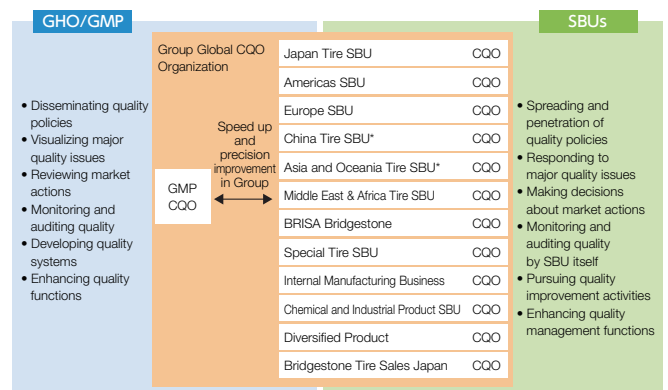 GHO/GMP
SBUs
Group Global CQO
Organization
• Disseminating quality
policies
• Visualizing major
quality issues
• Reviewing market
actions
• Monitoring and
auditing quality
• Developing quality
systems
• Enhancing quality
functions
GMP
CQO
Speed up
and
precision
improvement
in Group
Japan Tire SBU CQO
Americas SBU CQO
Europe SBU CQO
China Tire SBU* CQO
Asia and Oceania Tire SBU* CQO
Middle East & Africa Tire SBU CQO
BRISA Bridgestone CQO
Special Tire SBU CQO
Internal Manufacturing Business CQO
Chemical and Industrial Product SBU CQO
Diversified Product CQO
Bridgestone Tire Sales Japan CQO
• Spreading and
penetration of
quality policies
• Responding to
major quality issues
• Making decisions
about market actions
• Monitoring and
auditing quality
by SBU itself
• Pursuing quality
improvement activities
• Enhancing quality
management functions